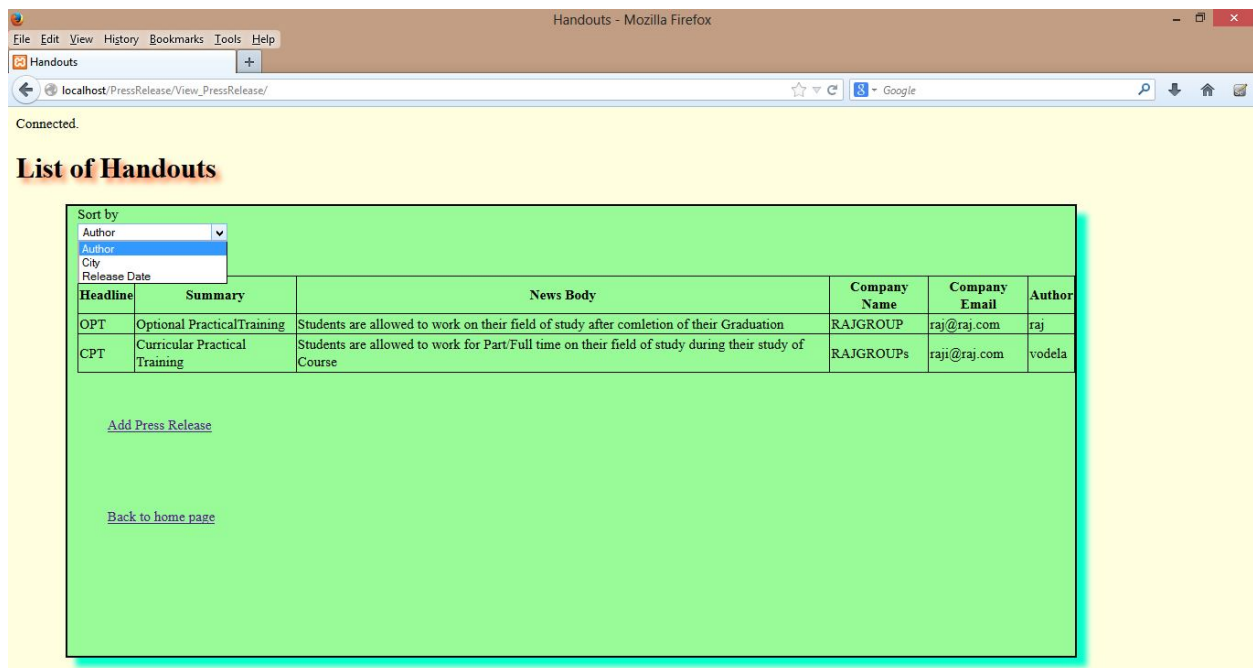 Handouts - Mozilla Firefox
File Edit View History Bookmarks Tools Help
Handouts +
localhost/PressRelease/View_PressRelease/ Google
Connected.
List of Handouts
Sort by
Author
Author
City
Release Date
Headline Summary News Body Company Name Company Email Author
OPT Optional PracticalTraining Students are allowed to work on their field of study after comletion of their Graduation RAJGROUP raj@raj.com raj
CPT Curricular Practical Training Students are allowed to work for Part/Full time on their field of study during their study of Course RAJGROUPs raji@raj.com vodela
Add Press Release
Back to home page